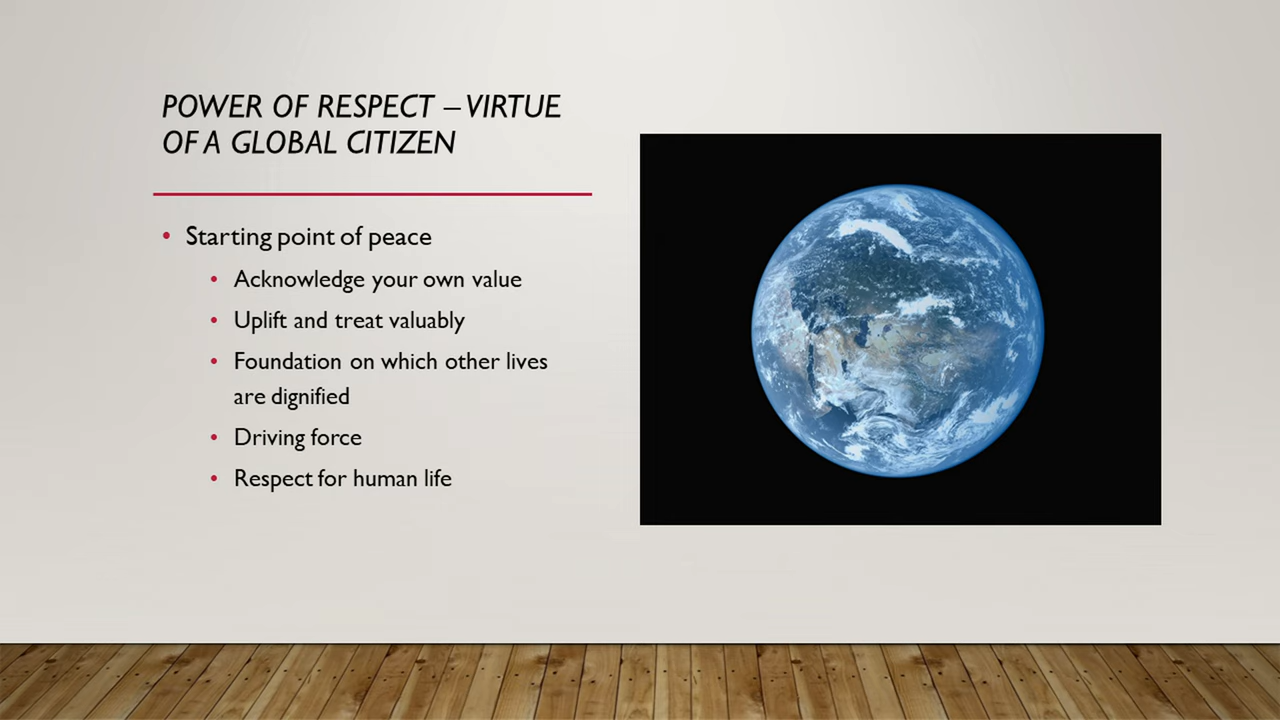 POWER OF RESPECT – VIRTUE
OF A GLOBAL CITIZEN
• Starting point of peace
• Acknowledge your own value
• Uplift and treat valuably
• Foundation on which other lives
are dignified
• Driving force
• Respect for human life